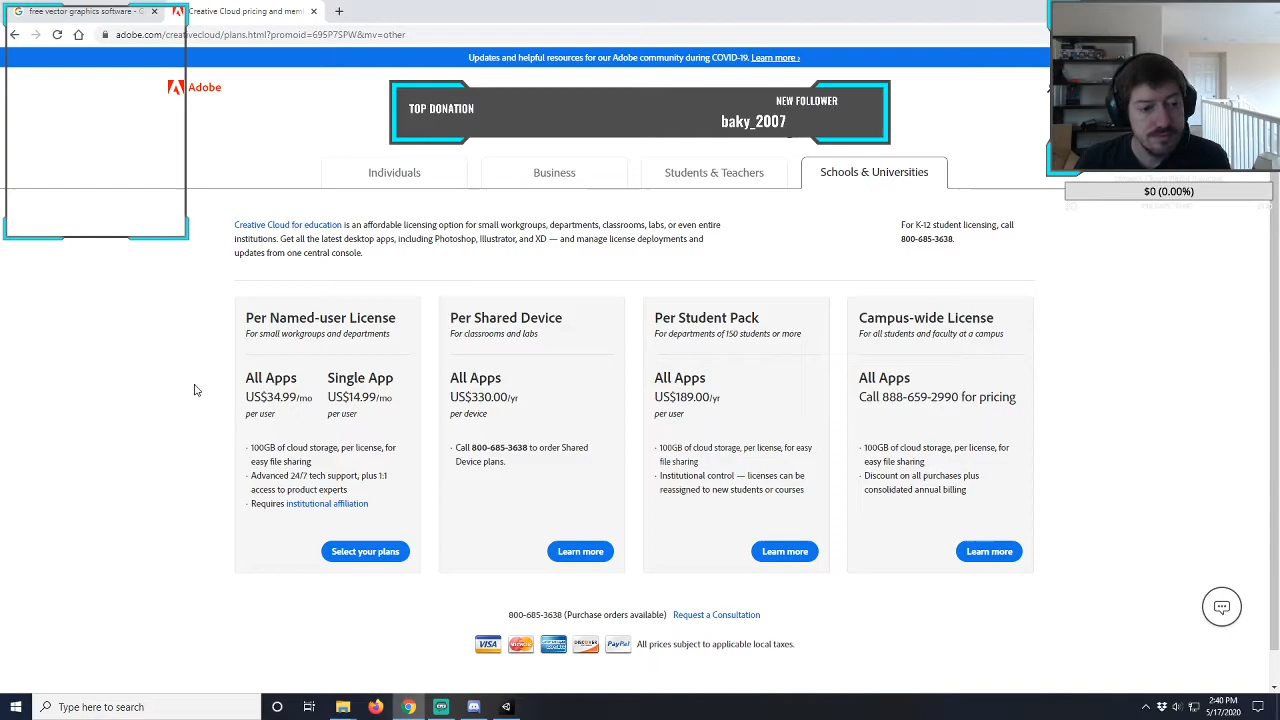 free vector graphics software - G
Creative Cloud pricing and mem
adobe.com/creativecloud/plans.html?promoid=695P7SPW&mv=other
Updates and helpful resources for our Adobe community during COVID-19. Learn more ›
Adobe
TOP DONATION
NEW FOLLOWER
baky_2007
Individuals
Business
Students & Teachers
Schools & Universities
$0 (0.00%)
Creative Cloud for education is an affordable licensing option for small workgroups, departments, classrooms, labs, or even entire
institutions. Get all the latest desktop apps, including Photoshop, Illustrator, and XD — and manage license deployments and
updates from one central console.
For K-12 student licensing, call
800-685-3638.
Per Named-user License
For small workgroups and departments
All Apps
US$34.99/mo
per user
Single App
US$14.99/mo
per user
· 100GB of cloud storage, per license, for
easy file sharing
· Advanced 24/7 tech support, plus 1:1
access to product experts
· Requires institutional affiliation
Select your plans
Per Shared Device
For classrooms and labs
All Apps
US$330.00/yr
per device
· Call 800-685-3638 to order Shared
Device plans.
Learn more
Per Student Pack
For departments of 150 students or more
All Apps
US$189.00/yr
per user
· 100GB of cloud storage, per license, for easy
file sharing
· Institutional control — licenses can be
reassigned to new students or courses
Learn more
Campus-wide License
For all students and faculty at a campus
All Apps
Call 888-659-2990 for pricing
· 100GB of cloud storage, per license, for
easy file sharing
· Discount on all purchases plus
consolidated annual billing
Learn more
800-685-3638 (Purchase orders available) Request a Consultation
VISA
DISCOVER
PayPal
All prices subject to applicable local taxes.
Type here to search
2:40 PM
5/17/2020